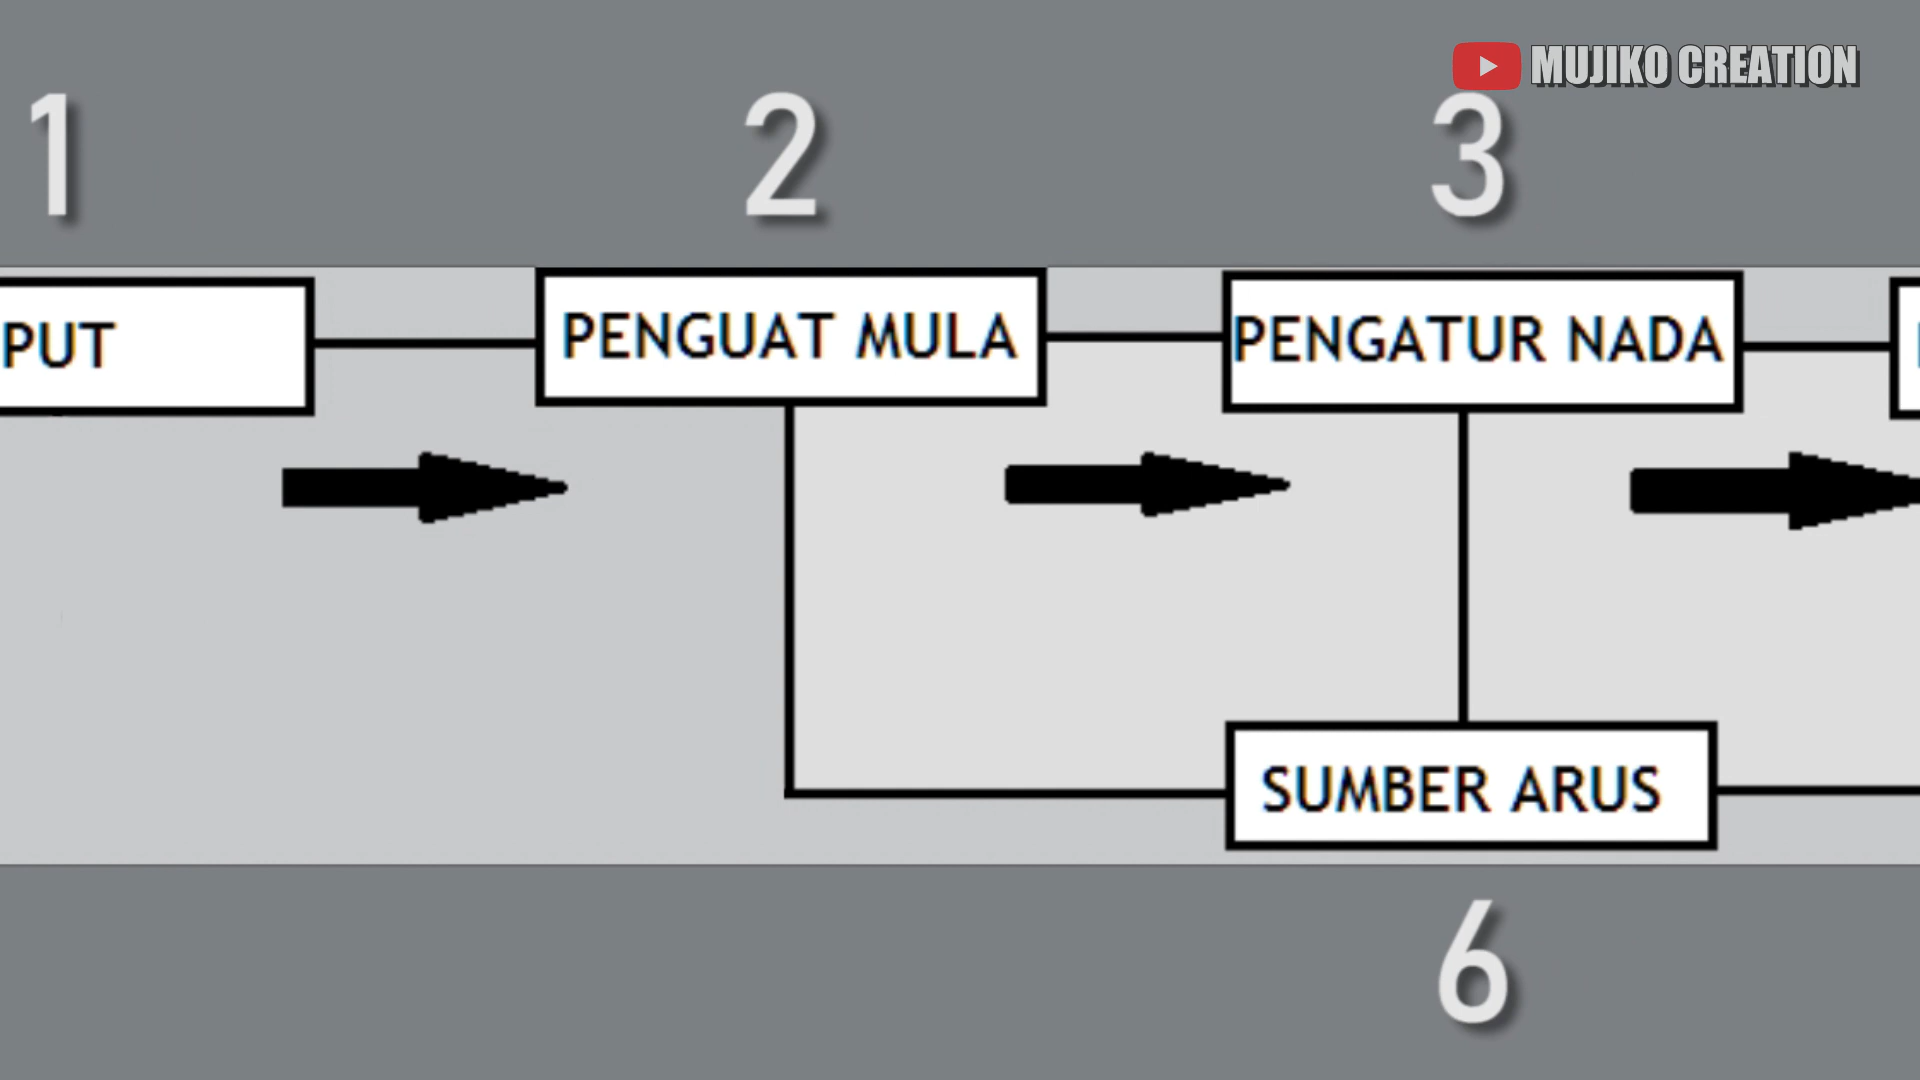 MUJIKO CREATION
1
2
3
PUT
PENGUAT MULA
PENGATUR NADA
SUMBER ARUS
6